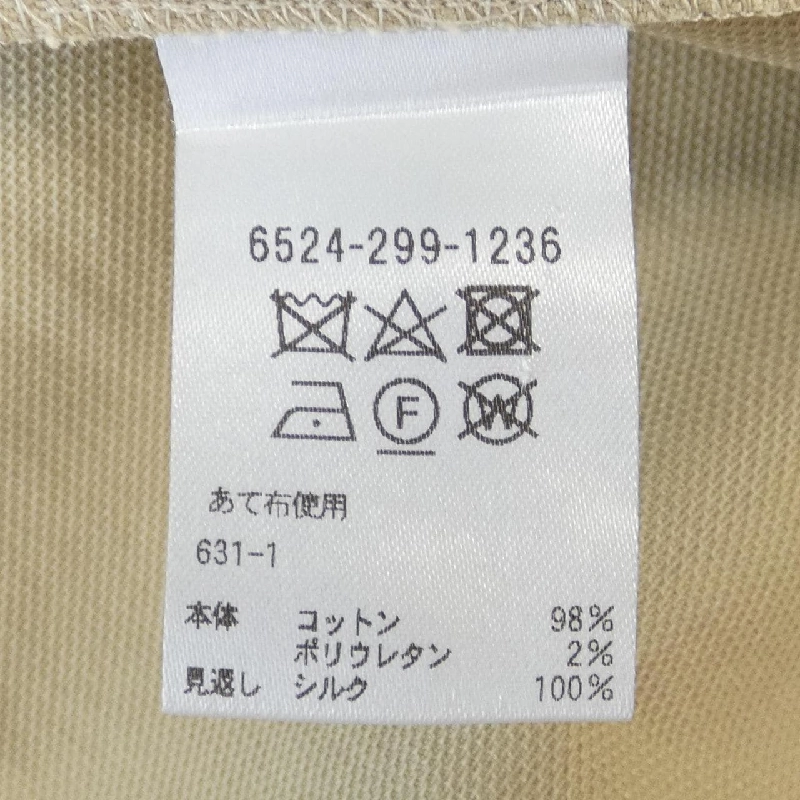 6524-299-1236
F
W
あて布使用
631-1
本体 コットン 98%
ポリウレタン 2%
見返し シルク 100%